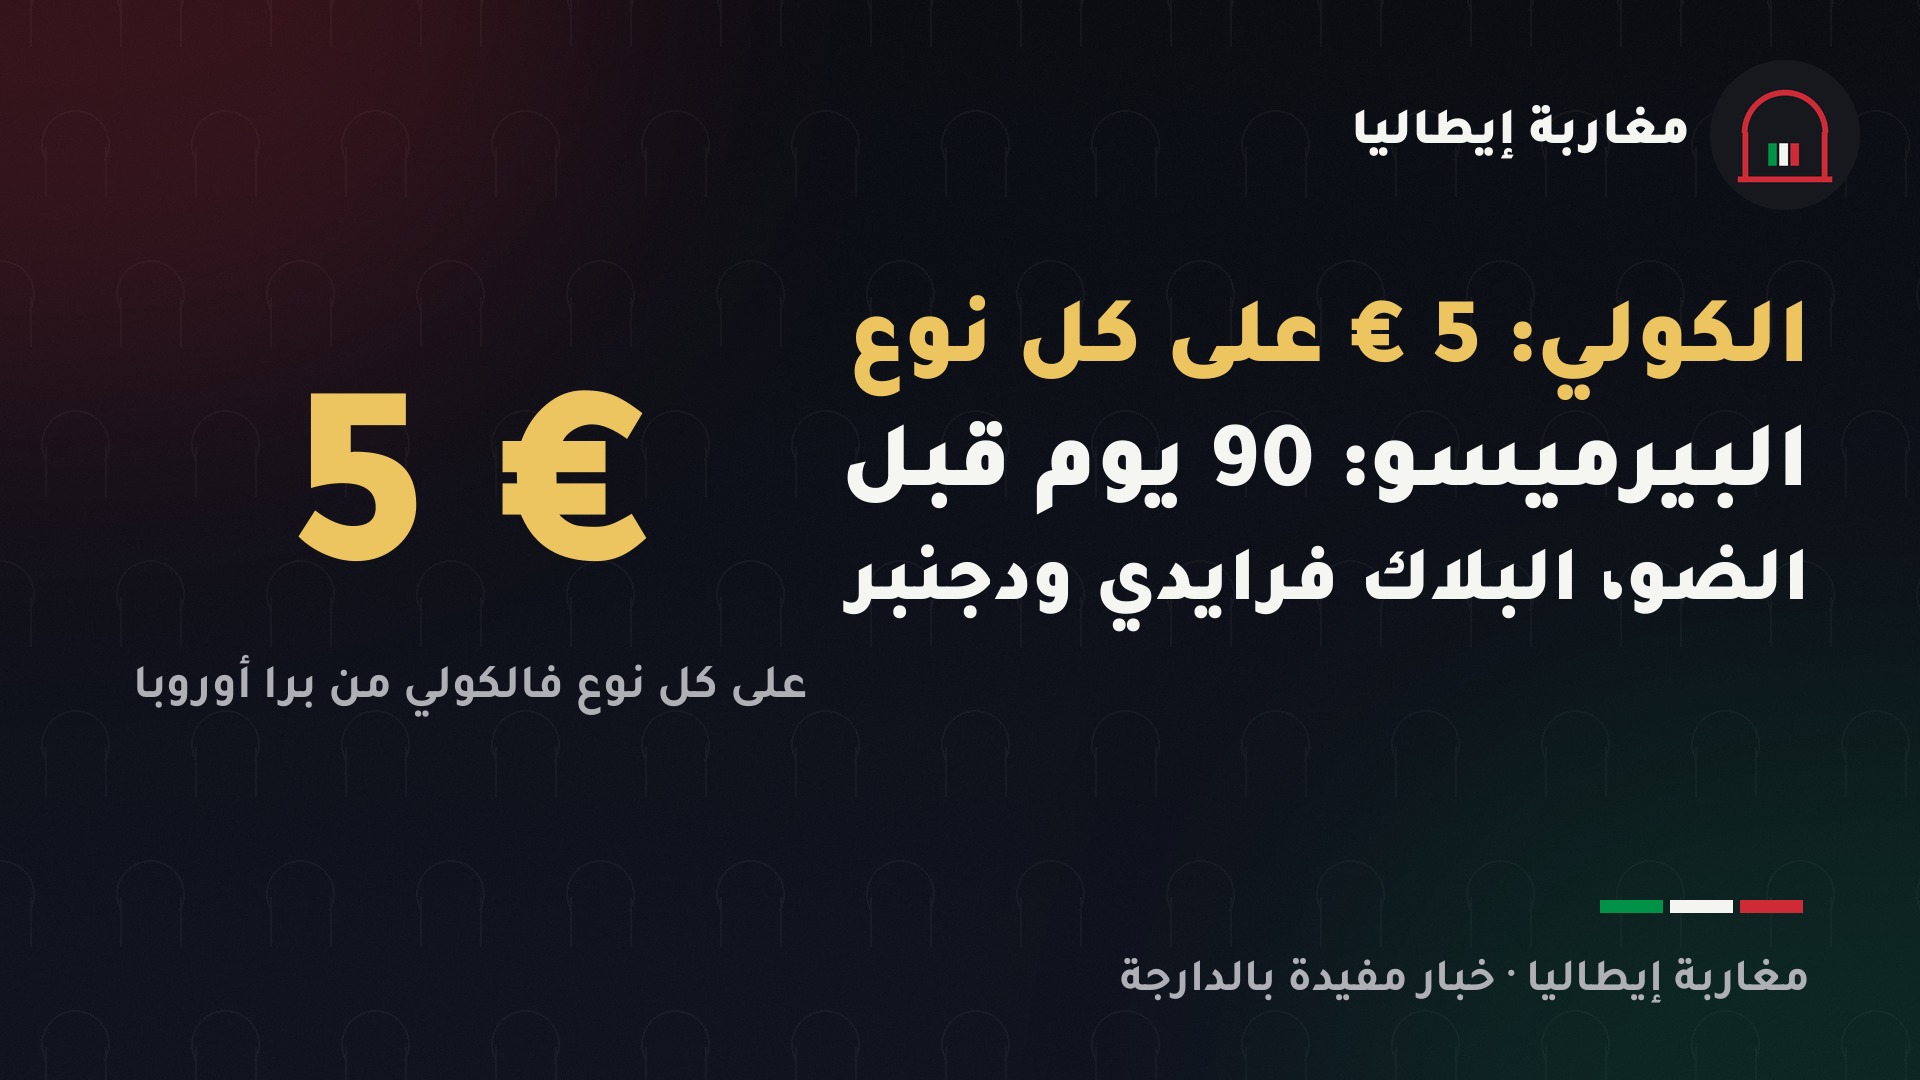 مغاربة إيطاليا
الكولي: 5 € على كل نوع
البيرميسو: 90 يوم قبل
الضو، البلاك فرايدي ودجنبر
5 €
على كل نوع فالكولي من برا أوروبا
مغاربة إيطاليا · خبار مفيدة بالدارجة